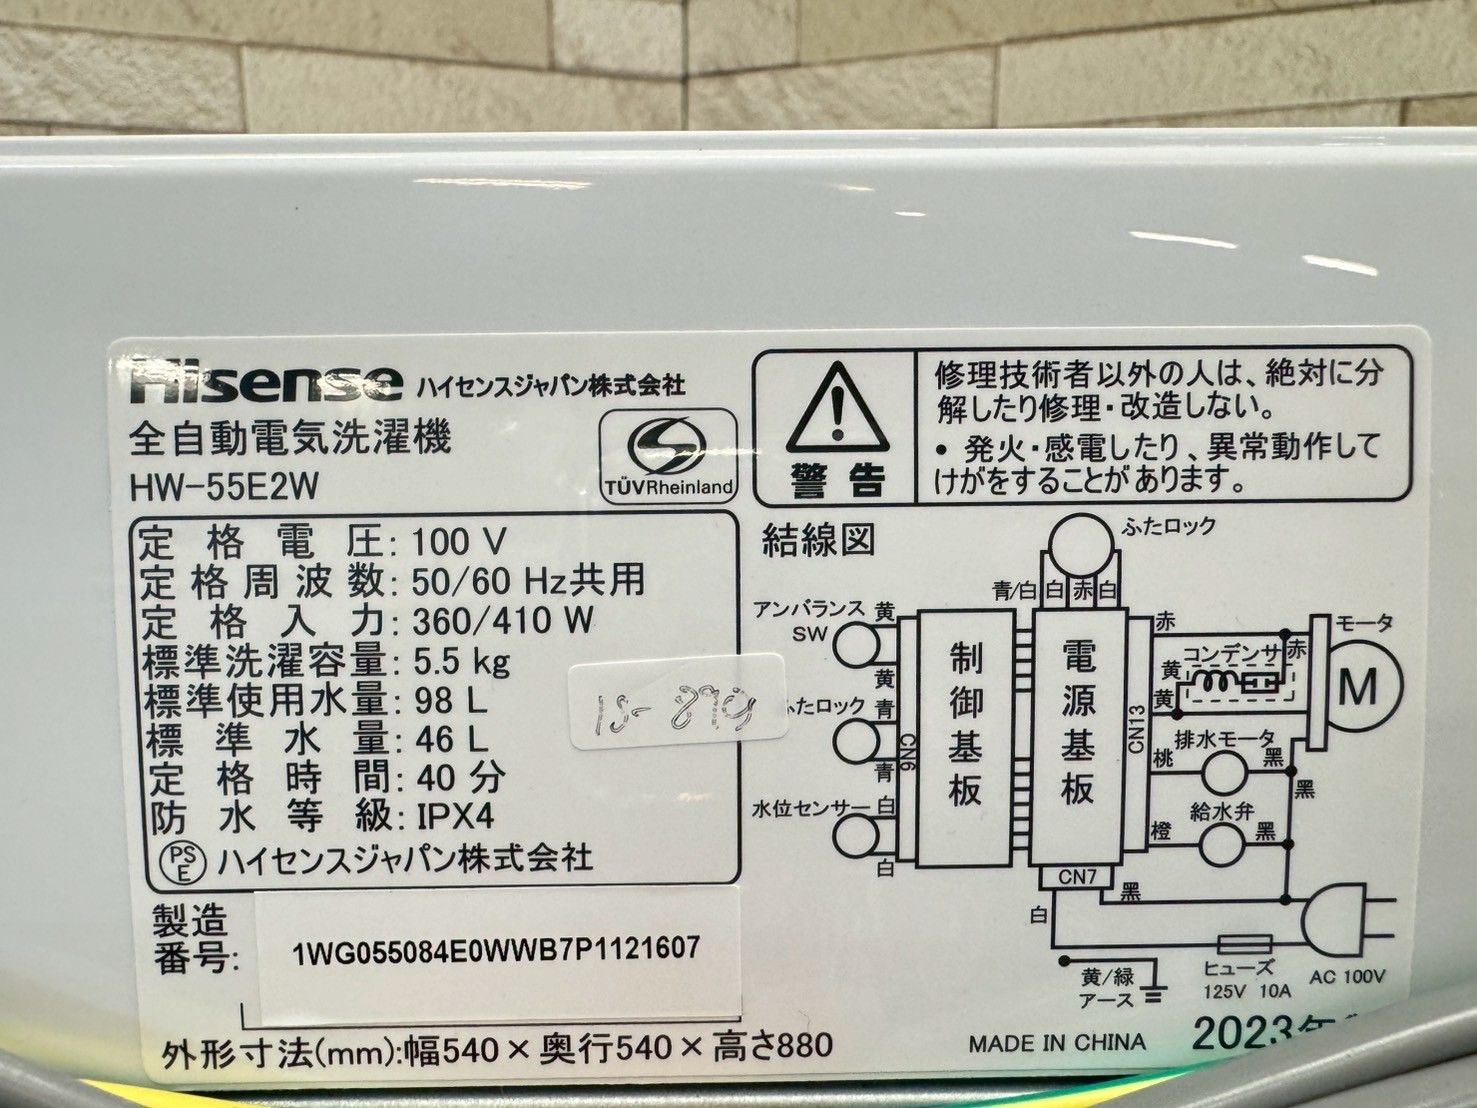 Hisense ハイセンスジャパン株式会社
全自動電気洗濯機
HW-55E2W
TÜVRheinland
定格電圧: 100 V
定格周波数: 50/60 Hz共用
定格入力: 360/410 W
標準洗濯容量: 5.5 kg
標準使用水量: 98 L
標準水量: 46 L
定格時間: 40 分
防水等級: IPX4
PSE ハイセンスジャパン株式会社
製造
番号: 1WG055084E0WWB7P1121607
外形寸法(mm):幅540×奥行540×高さ880
警告
修理技術者以外の人は、絶対に分
解したり修理・改造しない。
・発火・感電したり、異常動作して
けがをすることがあります。
結線図
ふたロック
青/白 白 赤 白
アンバランス 黄
SW
黄
ふたロック 青
青
水位センサー 白
白
CN6
制御基板
電源基板
CN13
CN7
赤
コンデンサ 赤
黄
黄
モータ
M
排水モータ
桃 黒
黒
給水弁
橙 黒
黒
白
ヒューズ
125V 10A
AC 100V
黄/緑
アース
MADE IN CHINA
2023年